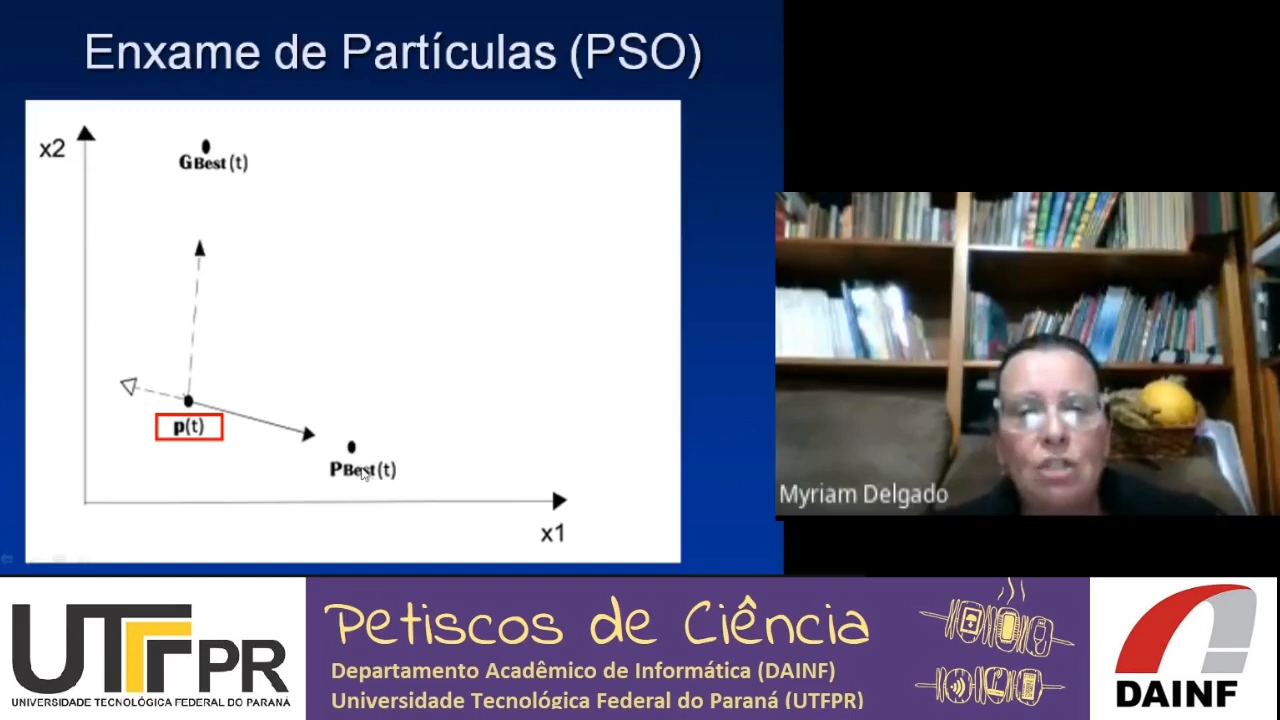 Enxame de Partículas (PSO)
x2
GBest(t)
p(t)
PBest(t)
x1
Myriam Delgado
UTFPR
UNIVERSIDADE TECNOLÓGICA FEDERAL DO PARANÁ
Petiscos de Ciência
Departamento Acadêmico de Informática (DAINF)
Universidade Tecnológica Federal do Paraná (UTFPR)
DAINF